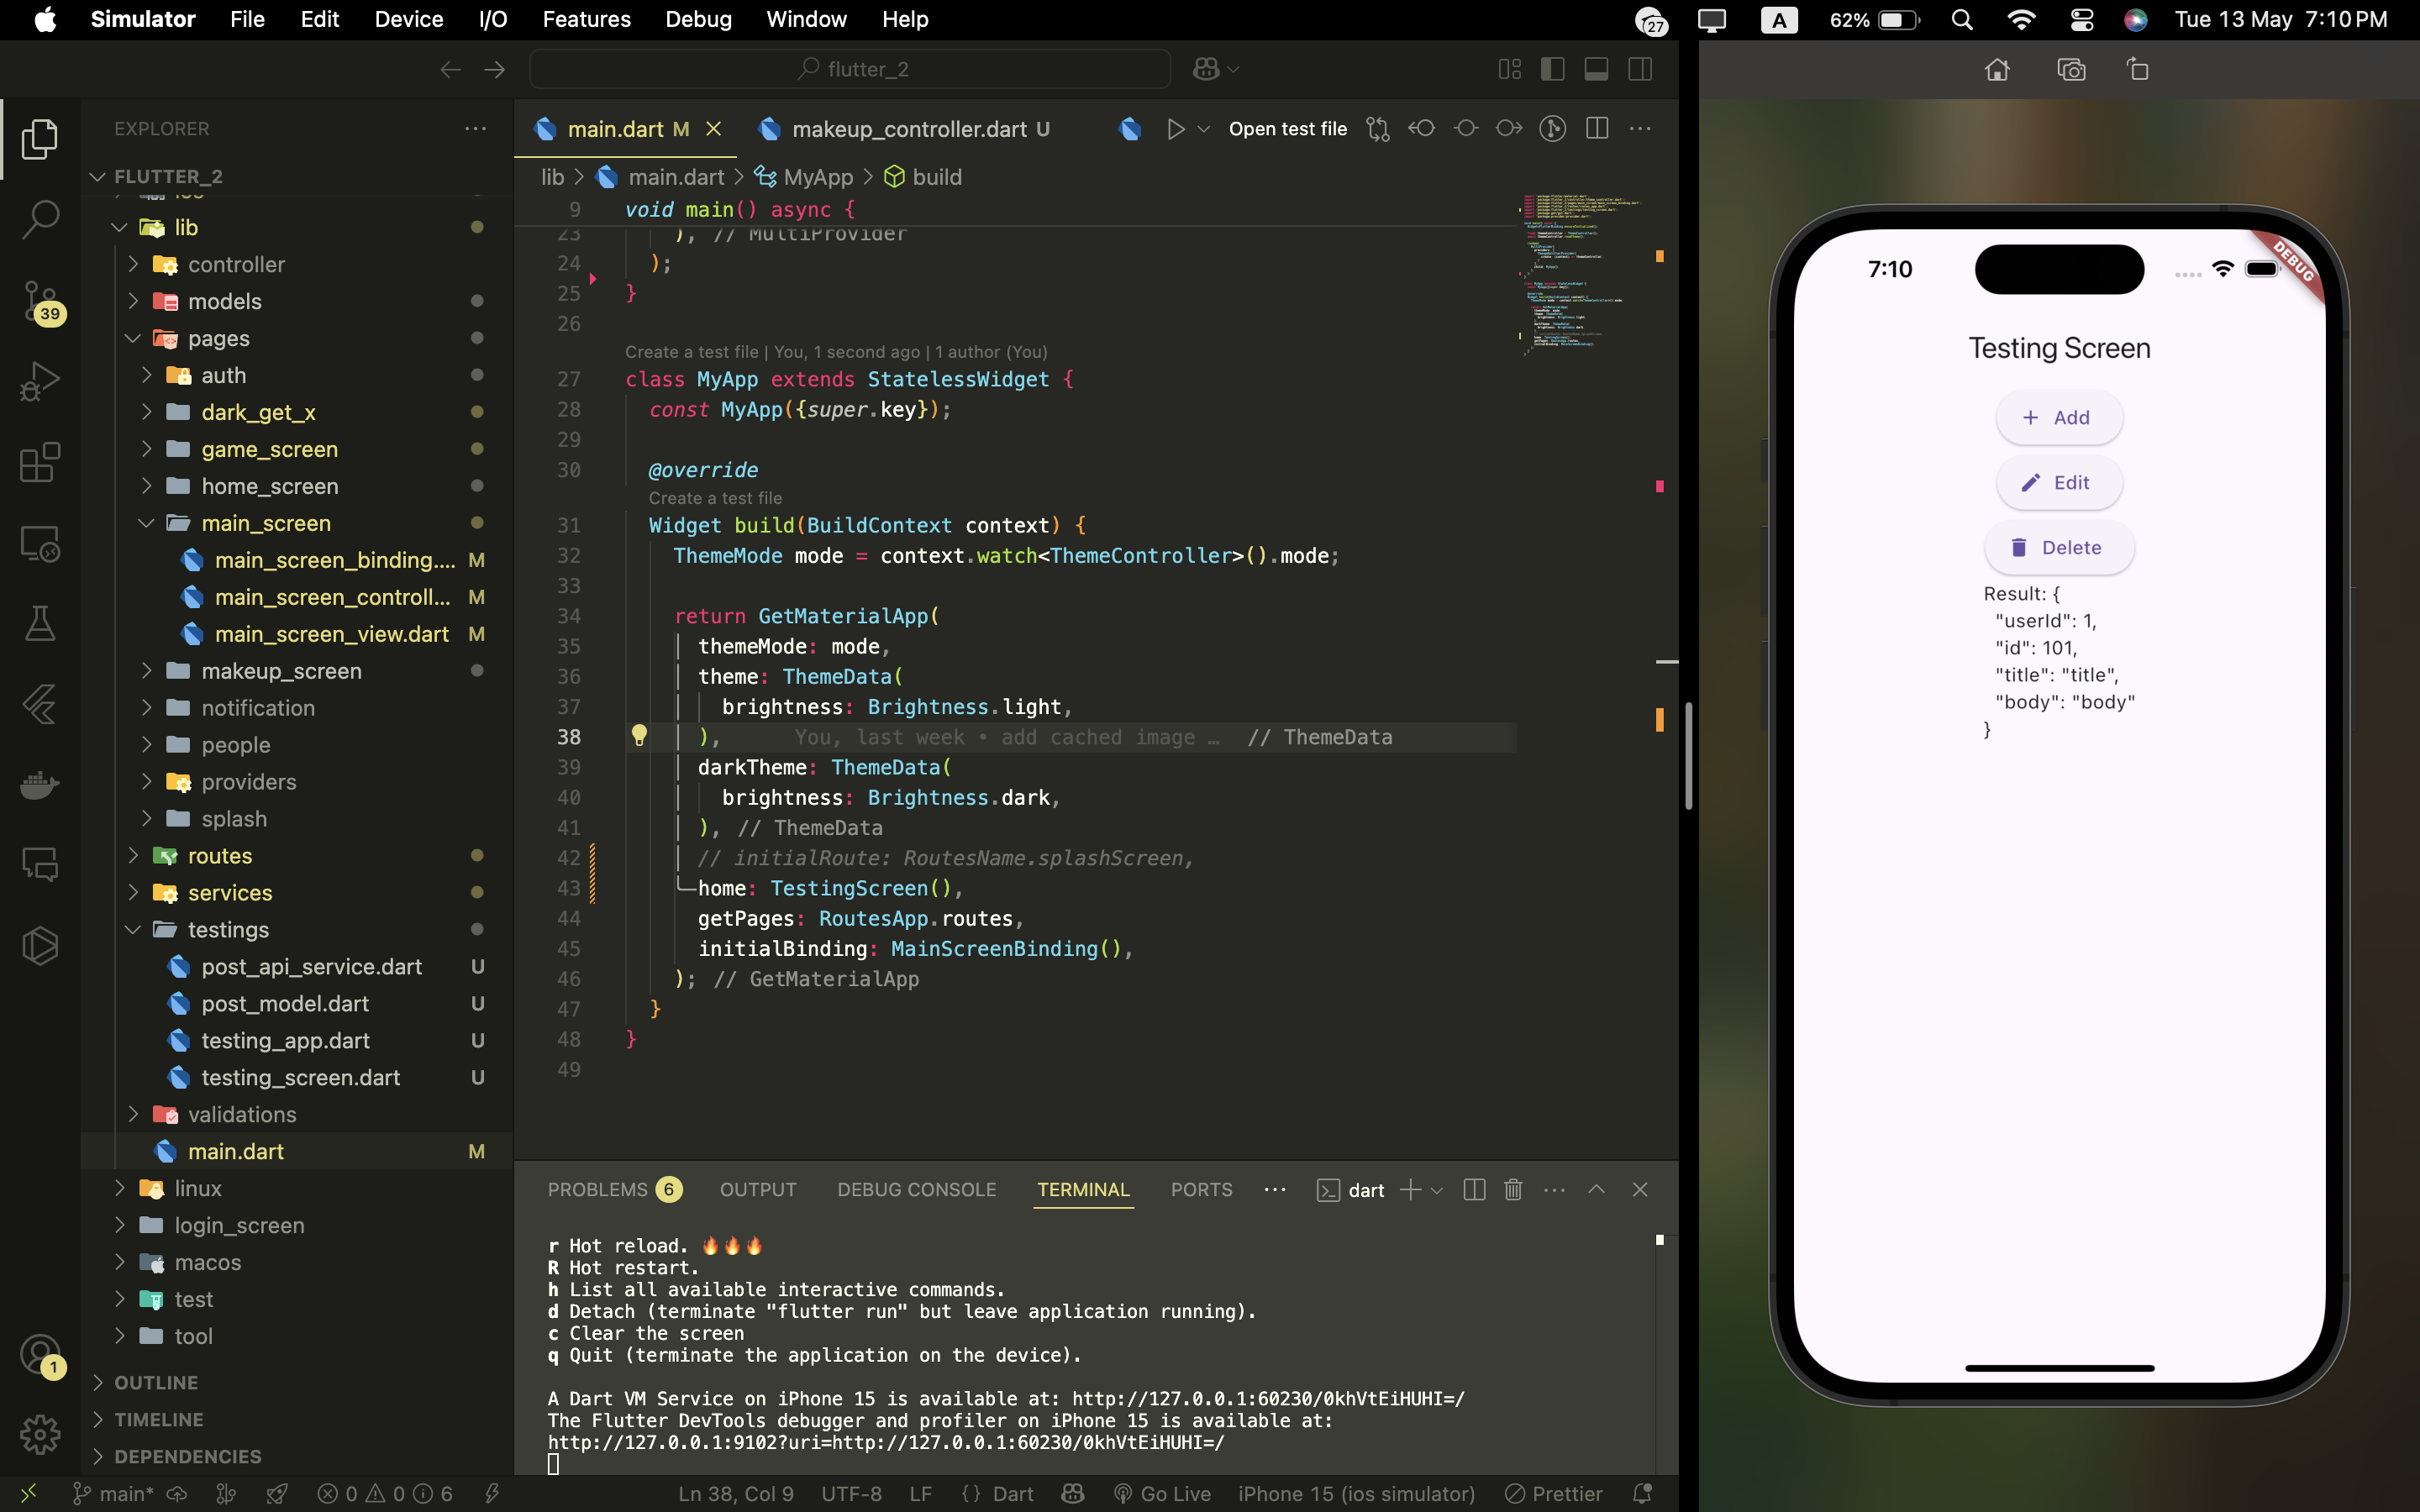 Simulator File Edit Device I/O Features Debug Window Help 27 A 62% Tue 13 May 7:10 PM
flutter_2
EXPLORER
FLUTTER_2
lib
controller
models
pages
auth
dark_get_x
game_screen
home_screen
main_screen
main_screen_binding.... M
main_screen_controll... M
main_screen_view.dart M
makeup_screen
notification
people
providers
splash
routes
services
testings
post_api_service.dart U
post_model.dart U
testing_app.dart U
testing_screen.dart U
validations
main.dart M
linux
login_screen
macos
test
tool
OUTLINE
TIMELINE
DEPENDENCIES
39
1
main.dart M makeup_controller.dart U Open test file
lib > main.dart > MyApp > build
9 void main() async {
23 ), // MultiProvider
24 );
25 }
26
Create a test file | You, 1 second ago | 1 author (You)
27 class MyApp extends StatelessWidget {
28 const MyApp({super.key});
29
30 @override
Create a test file
31 Widget build(BuildContext context) {
32 ThemeMode mode = context.watch<ThemeController>().mode;
33
34 return GetMaterialApp(
35 themeMode: mode,
36 theme: ThemeData(
37 brightness: Brightness.light,
38 ), You, last week • add cached image … // ThemeData
39 darkTheme: ThemeData(
40 brightness: Brightness.dark,
41 ), // ThemeData
42 // initialRoute: RoutesName.splashScreen,
43 home: TestingScreen(),
44 getPages: RoutesApp.routes,
45 initialBinding: MainScreenBinding(),
46 ); // GetMaterialApp
47 }
48 }
49
PROBLEMS 6 OUTPUT DEBUG CONSOLE TERMINAL PORTS ··· dart
r Hot reload. 🔥🔥🔥
R Hot restart.
h List all available interactive commands.
d Detach (terminate "flutter run" but leave application running).
c Clear the screen
q Quit (terminate the application on the device).
A Dart VM Service on iPhone 15 is available at: http://127.0.0.1:60230/0khVtEiHUHI=/
The Flutter DevTools debugger and profiler on iPhone 15 is available at:
http://127.0.0.1:9102?uri=http://127.0.0.1:60230/0khVtEiHUHI=/
main* 0 0 6 Ln 38, Col 9 UTF-8 LF {} Dart Go Live iPhone 15 (ios simulator) Prettier
7:10
DEBUG
Testing Screen
+ Add
Edit
Delete
Result: {
"userId": 1,
"id": 101,
"title": "title",
"body": "body"
}